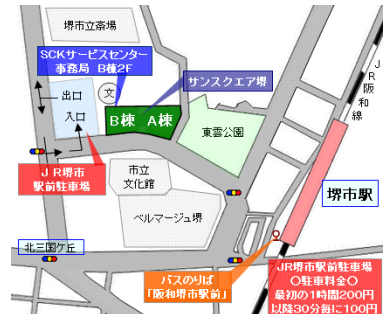 堺市立斎場
SCKサービスセンター
事務局 B棟2F
サンスクエア堺
JR阪和線
出口
文
入口
B棟 A棟
東雲公園
JR堺市
駅前駐車場
市立
文化館
堺市駅
ベルマージュ堺
北三国ケ丘
バスのりば
「阪和堺市駅前」
JR堺市駅前駐車場
〇駐車料金〇
最初の1時間200円
以降30分毎に100円